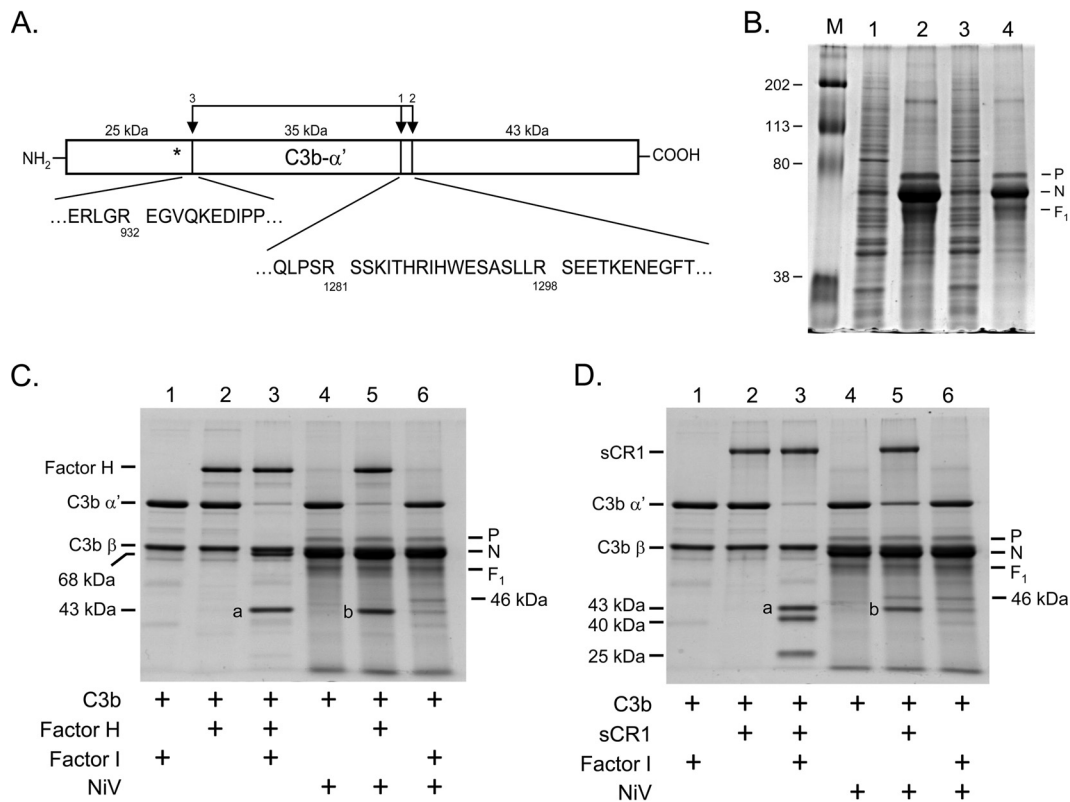 A.
3 1 2
25 kDa 35 kDa 43 kDa
NH2 * C3b-α’ COOH
...ERLGR EGVQKEDIPP...
932
...QLPSR SSKITHRIHWESASLLR SEETKENEGFT...
1281 1298
B.
M 1 2 3 4
202
113
80
38
P
N
F1
C.
1 2 3 4 5 6
Factor H
C3b α’
C3b β
68 kDa
43 kDa
a
b
P
N
F1
46 kDa
C3b + + + + + +
Factor H + + +
Factor I + + +
NiV + + +
D.
1 2 3 4 5 6
sCR1
C3b α’
C3b β
43 kDa
40 kDa
25 kDa
a
b
P
N
F1
46 kDa
C3b + + + + + +
sCR1 + + +
Factor I + + +
NiV + + +